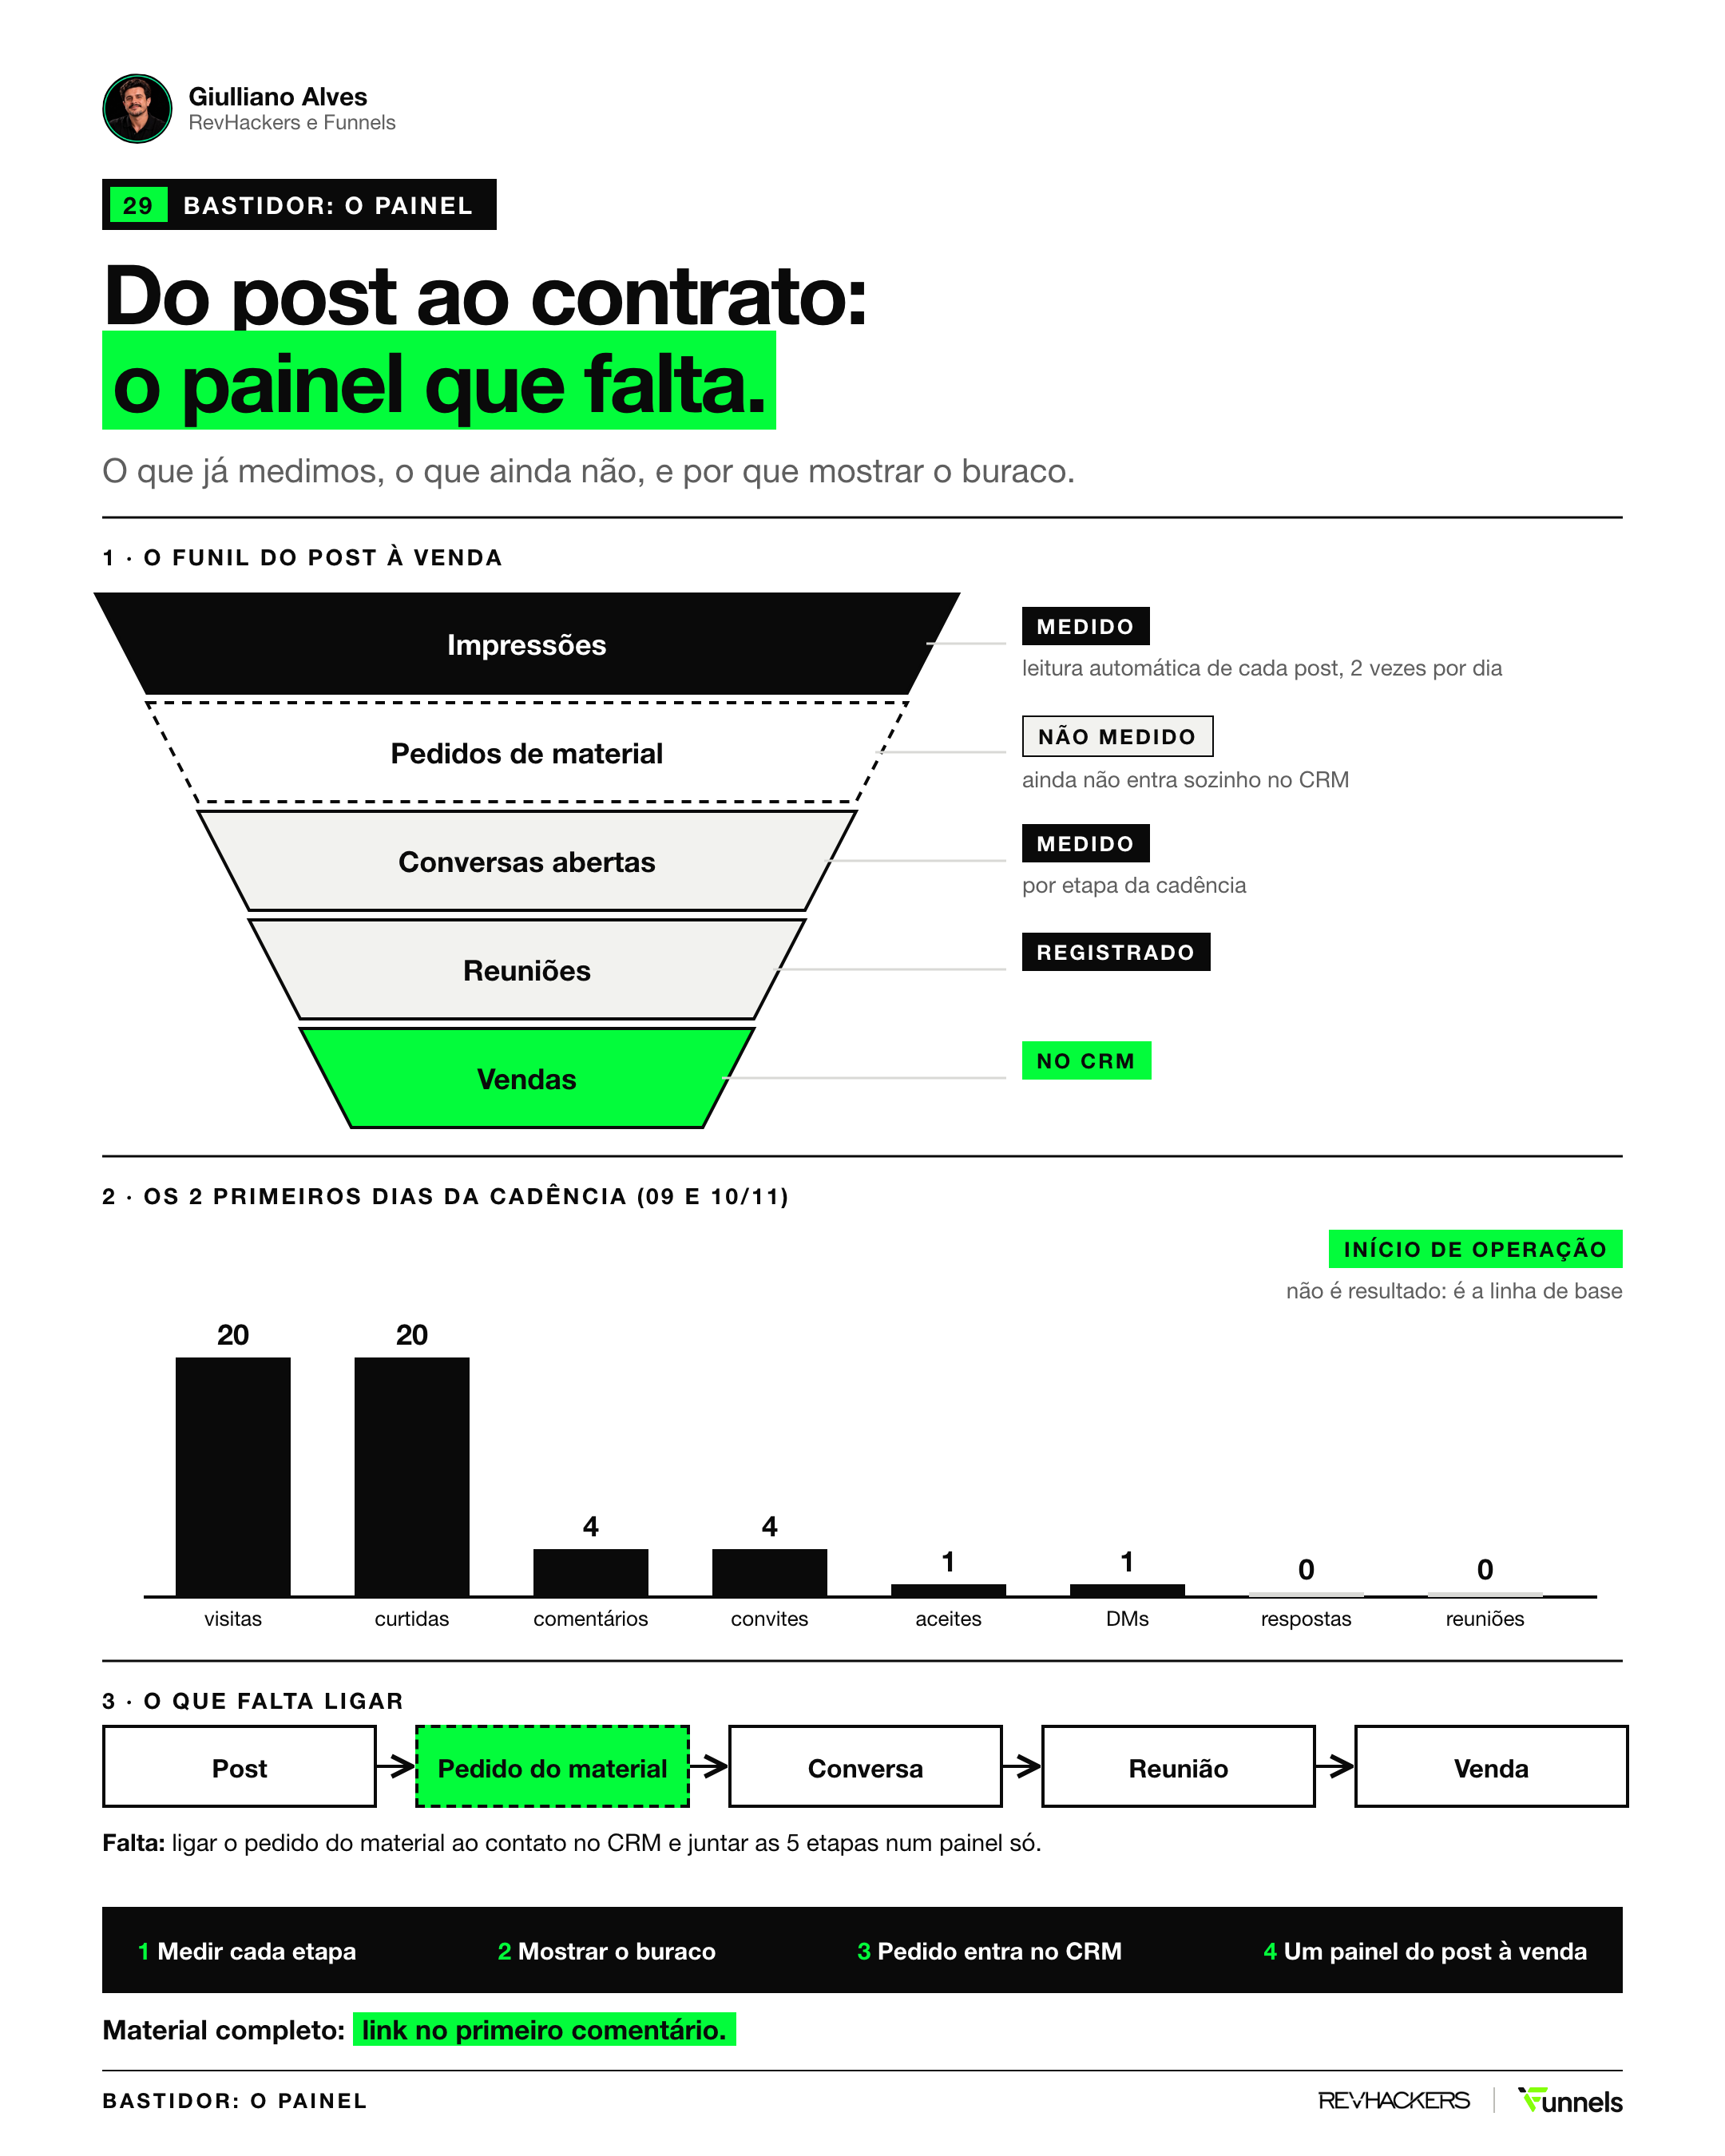 Giulliano Alves
RevHackers e Funnels
29 BASTIDOR: O PAINEL
Do post ao contrato:
o painel que falta.
O que já medimos, o que ainda não, e por que mostrar o buraco.
1 · O FUNIL DO POST À VENDA
Impressões
MEDIDO
leitura automática de cada post, 2 vezes por dia
Pedidos de material
NÃO MEDIDO
ainda não entra sozinho no CRM
Conversas abertas
MEDIDO
por etapa da cadência
Reuniões
REGISTRADO
Vendas
NO CRM
2 · OS 2 PRIMEIROS DIAS DA CADÊNCIA (09 E 10/11)
INÍCIO DE OPERAÇÃO
não é resultado: é a linha de base
20 20 4 4 1 1 0 0
visitas curtidas comentários convites aceites DMs respostas reuniões
3 · O QUE FALTA LIGAR
Post Pedido do material Conversa Reunião Venda
Falta: ligar o pedido do material ao contato no CRM e juntar as 5 etapas num painel só.
1 Medir cada etapa 2 Mostrar o buraco 3 Pedido entra no CRM 4 Um painel do post à venda
Material completo: link no primeiro comentário.
BASTIDOR: O PAINEL
REVHACKERS Funnels